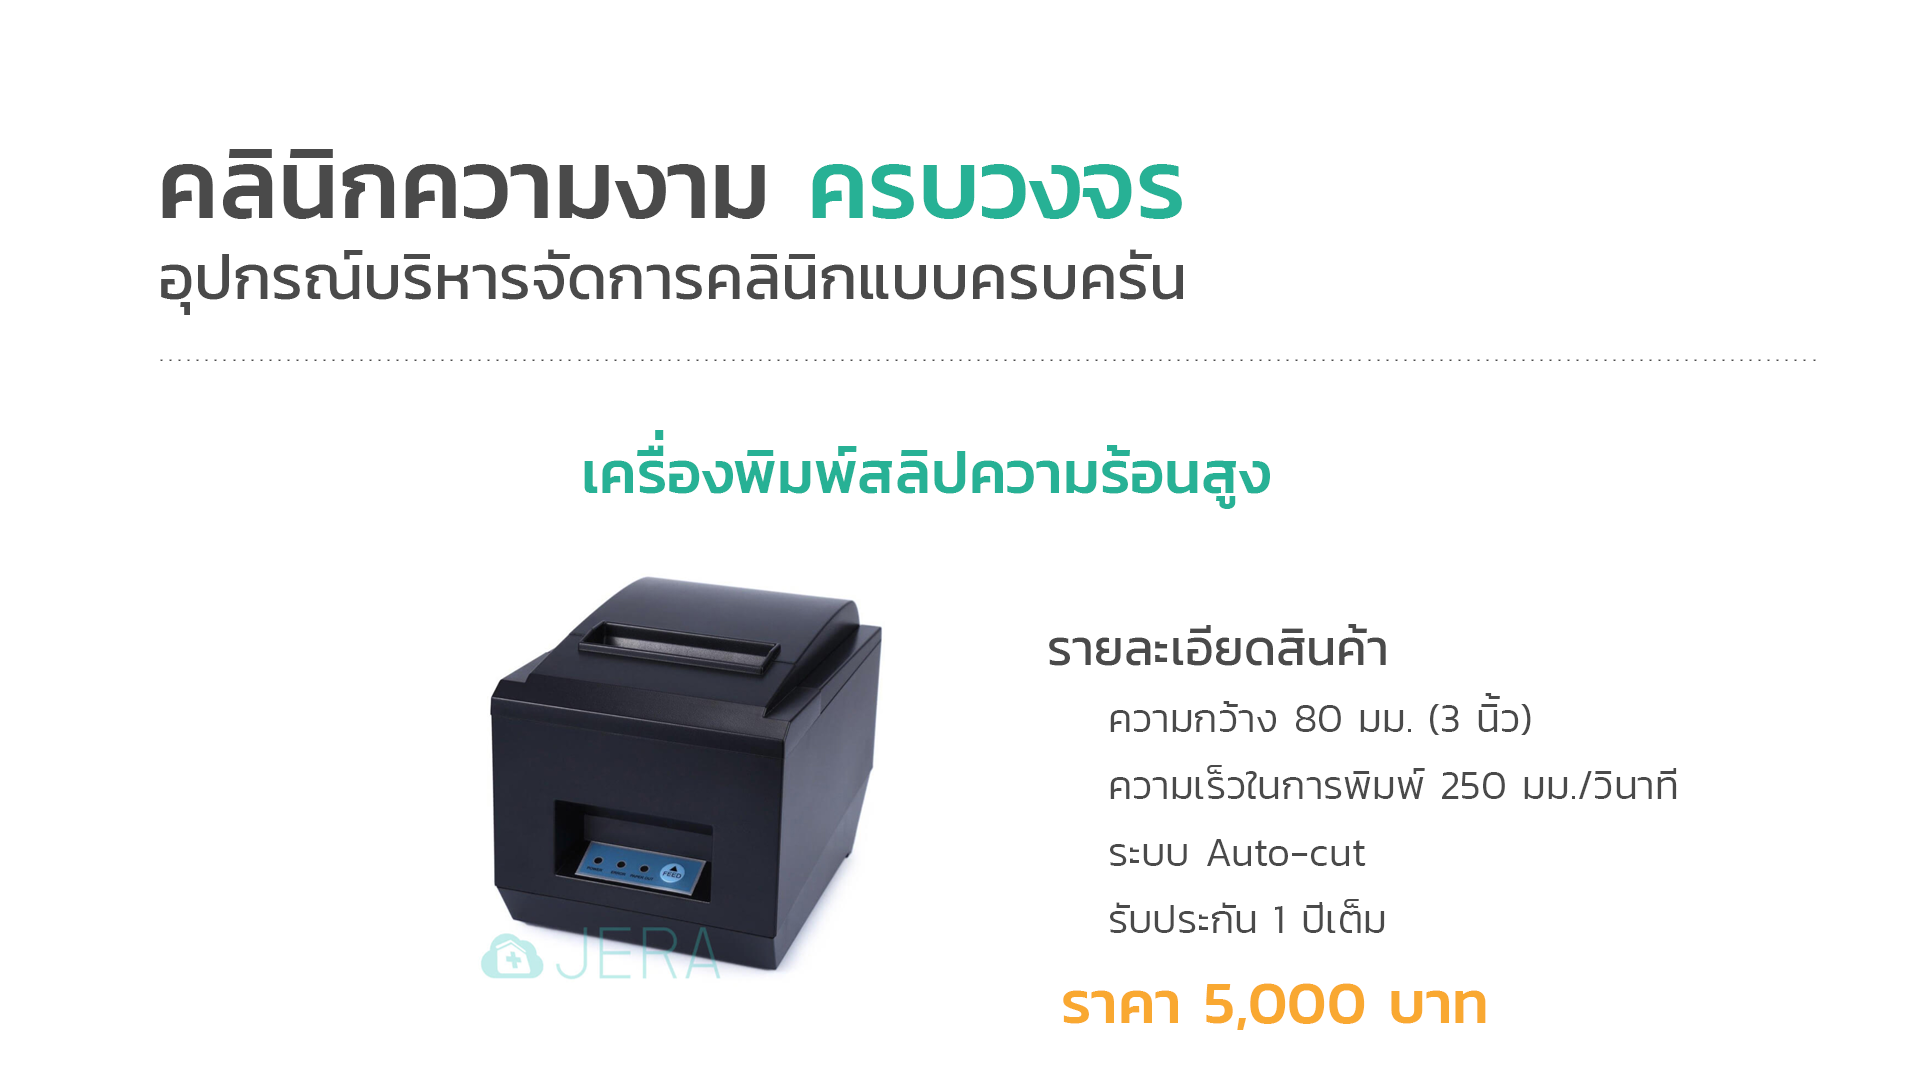 คลินิกความงาม ครบวงจร
อุปกรณ์บริหารจัดการคลินิกแบบครบครัน
เครื่องพิมพ์สลิปความร้อนสูง
รายละเอียดสินค้า
ความกว้าง 80 มม. (3 นิ้ว)
ความเร็วในการพิมพ์ 250 มม./วินาที
ระบบ Auto-cut
รับประกัน 1 ปีเต็ม
ราคา 5,000 บาท
FEED
JERA